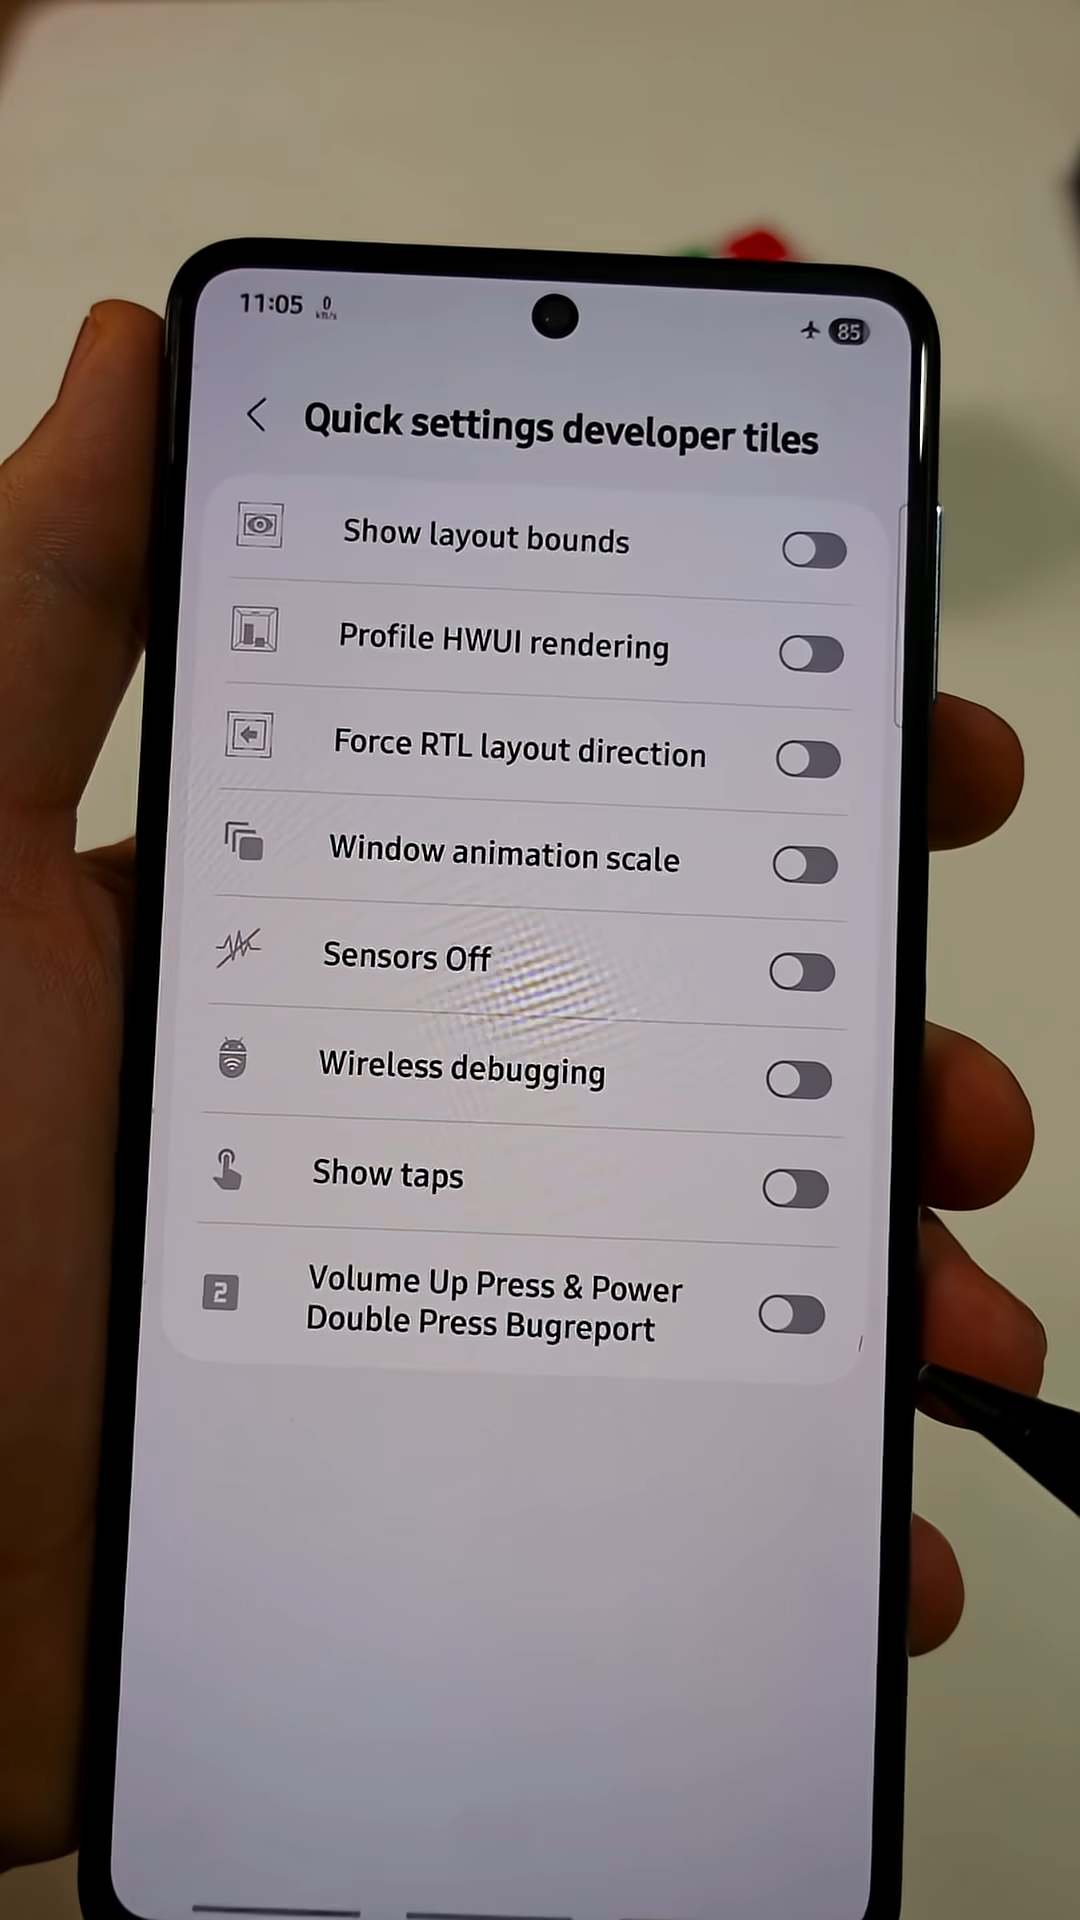 11:05 0
85
Quick settings developer tiles
Show layout bounds
Profile HWUI rendering
Force RTL layout direction
Window animation scale
Sensors Off
Wireless debugging
Show taps
2
Volume Up Press & Power
Double Press Bugreport